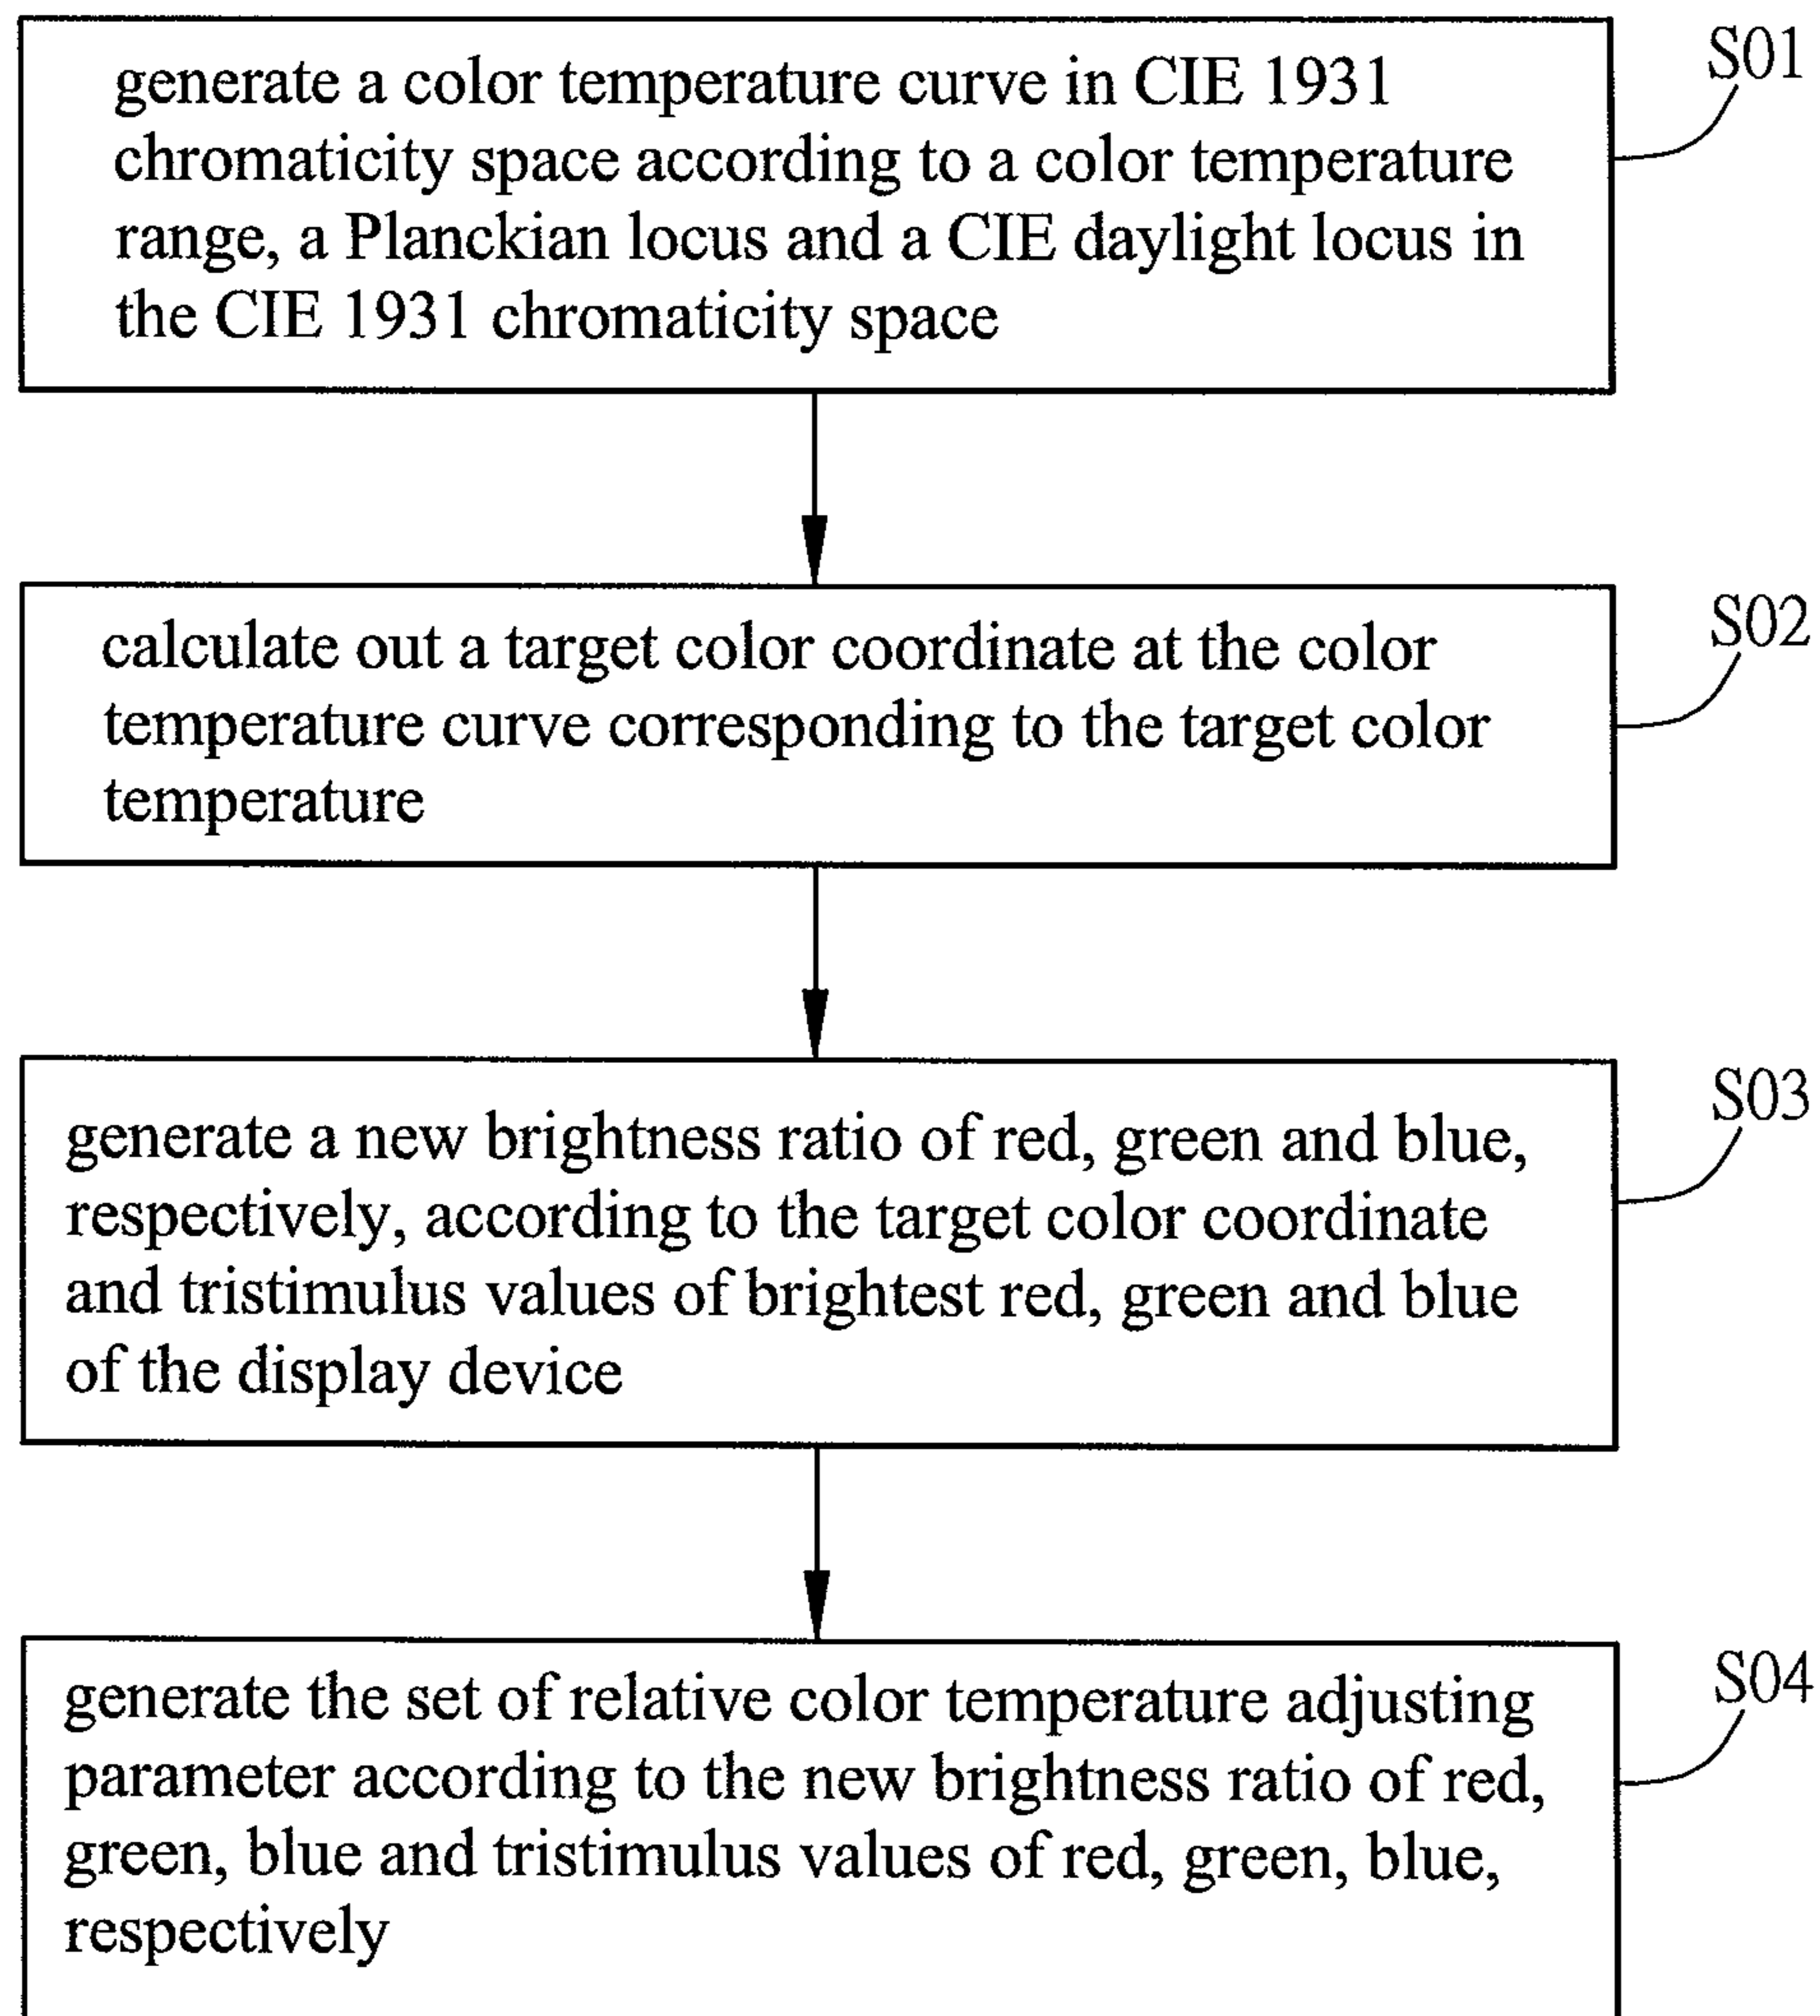 generate a color temperature curve in CIE 1931
chromaticity space according to a color temperature
range, a Planckian locus and a CIE daylight locus in
the CIE 1931 chromaticity space
S01
calculate out a target color coordinate at the color
temperature curve corresponding to the target color
temperature
S02
generate a new brightness ratio of red, green and blue,
respectively, according to the target color coordinate
and tristimulus values of brightest red, green and blue
of the display device
S03
generate the set of relative color temperature adjusting
parameter according to the new brightness ratio of red,
green, blue and tristimulus values of red, green, blue,
respectively
S04